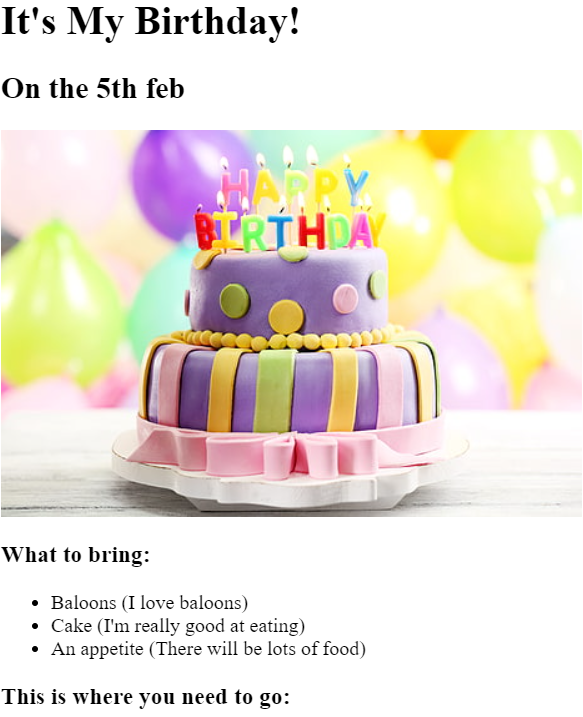 It's My Birthday!
On the 5th feb
HAPPY
BIRTHDAY
What to bring:
Baloons (I love baloons)
Cake (I'm really good at eating)
An appetite (There will be lots of food)
This is where you need to go: